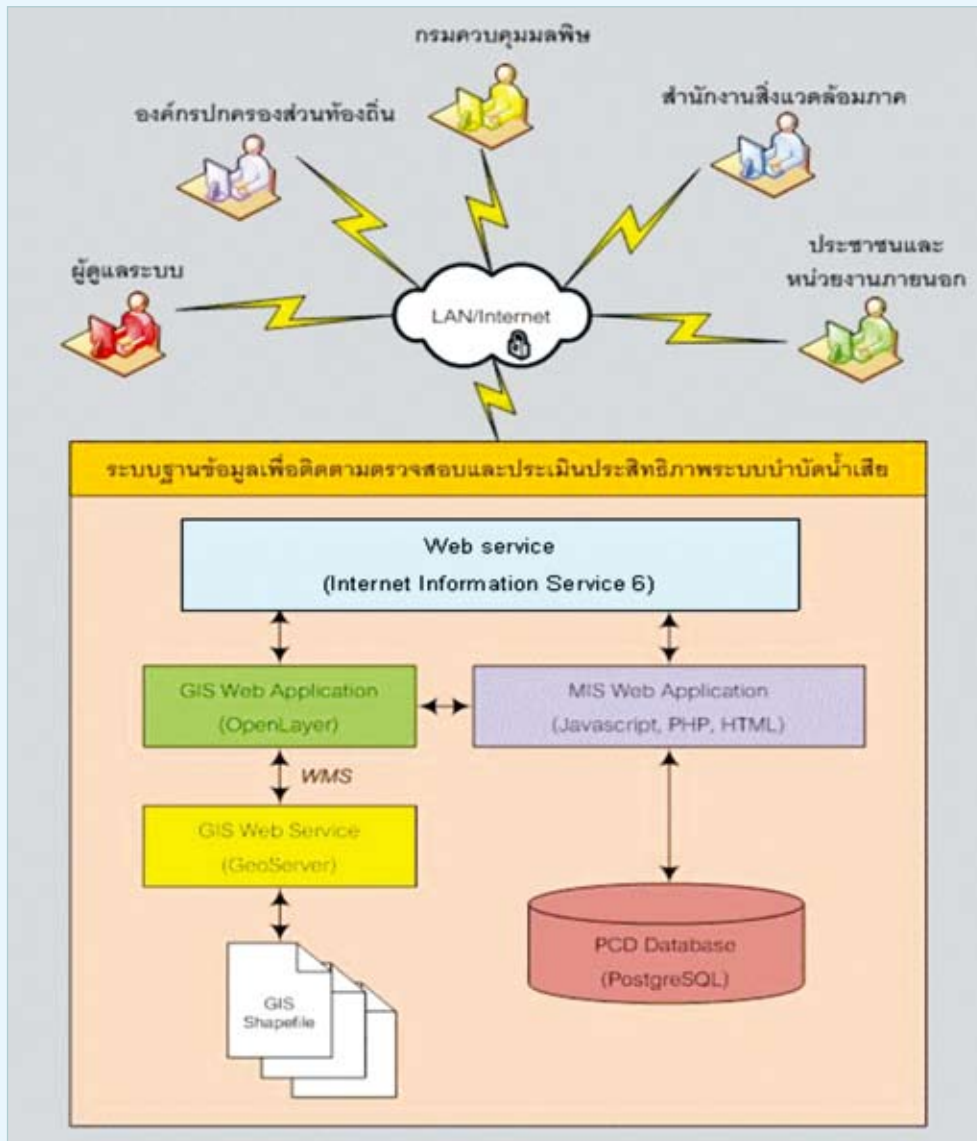 กรมควบคุมมลพิษ
องค์กรปกครองส่วนท้องถิ่น
สำนักงานสิ่งแวดล้อมภาค
ผู้ดูแลระบบ
ประชาชนและ
หน่วยงานภายนอก
LAN/Internet
ระบบฐานข้อมูลเพื่อติดตามตรวจสอบและประเมินประสิทธิภาพระบบบำบัดน้ำเสีย
Web service
(Internet Information Service 6)
GIS Web Application
(OpenLayer)
MIS Web Application
(Javascript, PHP, HTML)
WMS
GIS Web Service
(GeoServer)
PCD Database
(PostgreSQL)
GIS
Shapefile